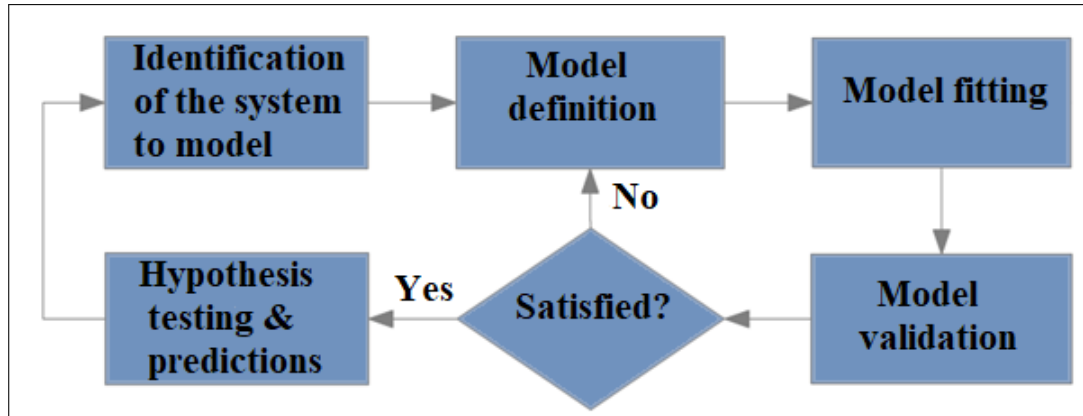 Identification
of the system
to model
Model
definition
Model fitting
No
Hypothesis
testing &
predictions
Yes
Satisfied?
Model
validation